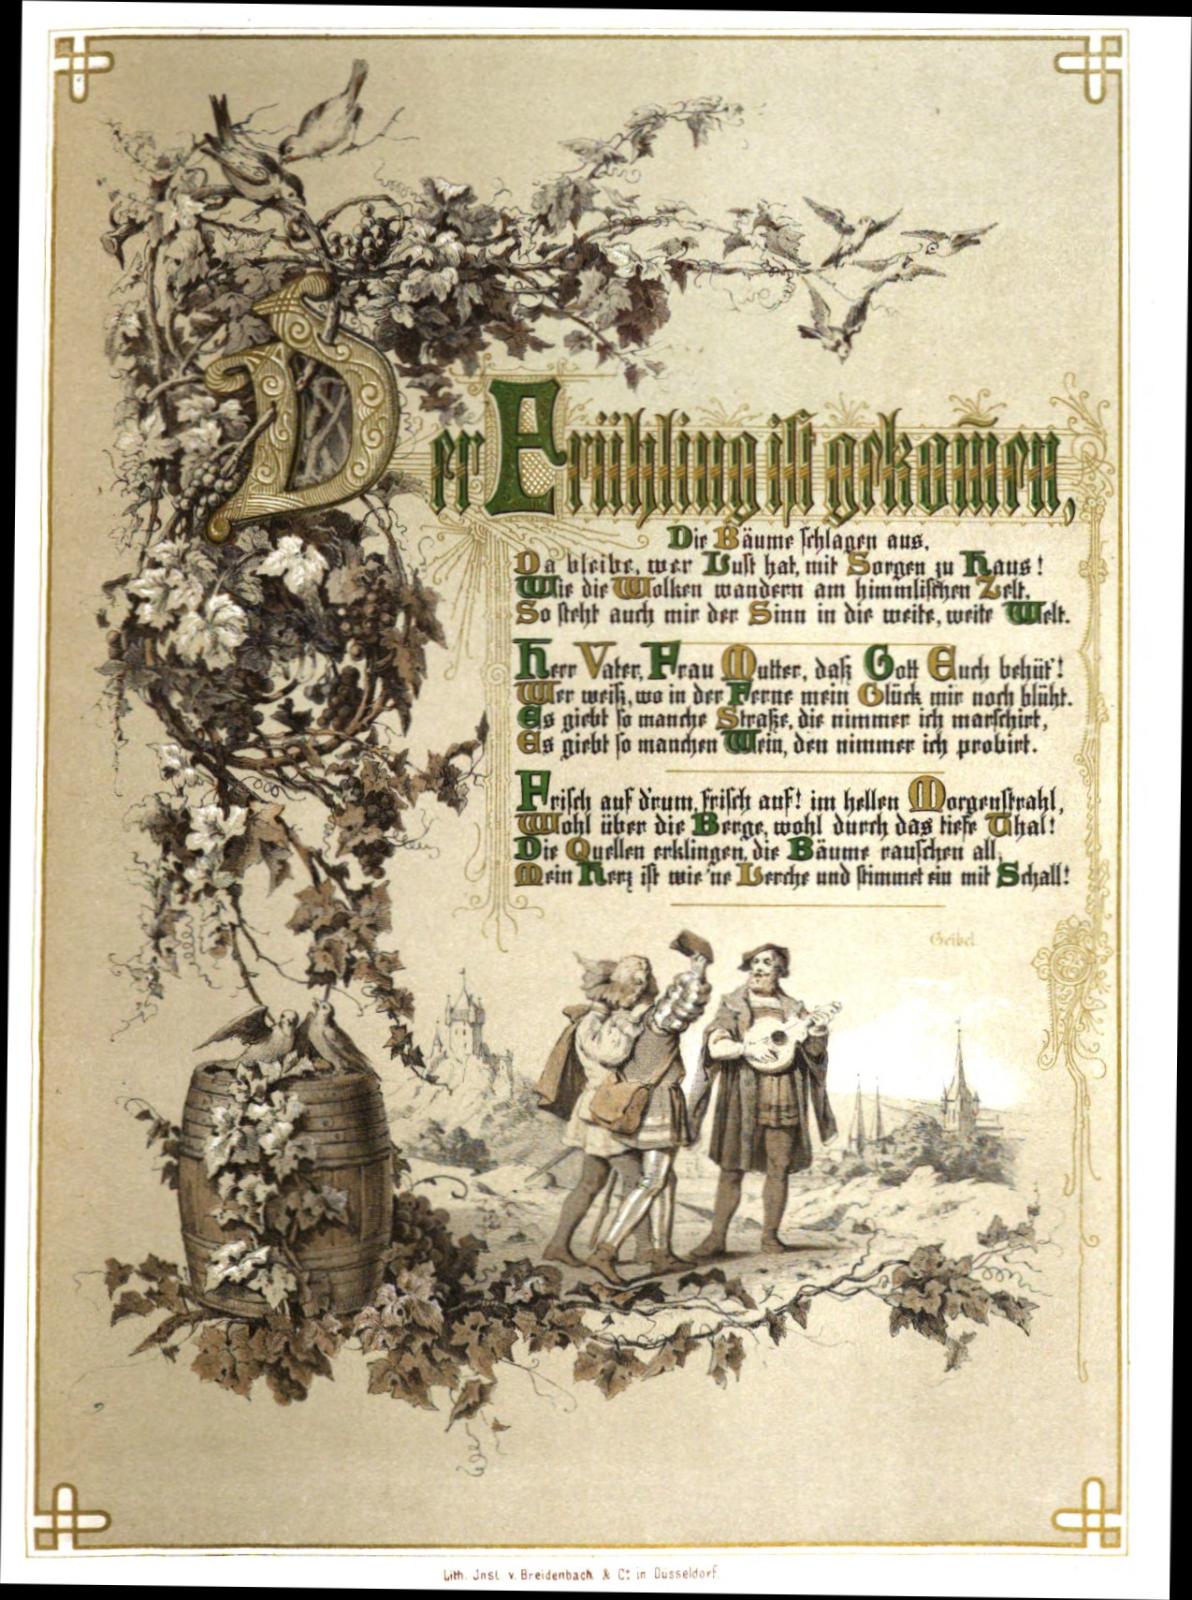 Der Frühling ist gekom̃en,
Die Bäume schlagen aus,
Da bleibe, wer Lust hat, mit Sorgen zu Haus!
Wie die Wolken wandern am himmlischen Zelt,
So steht auch mir der Sinn in die weite, weite Welt.
Herr Vater, Frau Mutter, daß Gott Euch behüt'!
Wer weiß, wo in der Ferne mein Glück mir noch blüht.
Es giebt so manche Straße, die nimmer ich marschirt,
Es giebt so manchen Wein, den nimmer ich probirt.
Frisch auf d'rum, frisch auf! im hellen Morgenstrahl,
Wohl über die Berge, wohl durch das tiefe Thal!
Die Quellen erklingen, die Bäume rauschen all,
Mein Herz ist wie 'ne Lerche und stimmet ein mit Schall!
Geibel.
Lith. Inst. v. Breidenbach & Co. in Düsseldorf